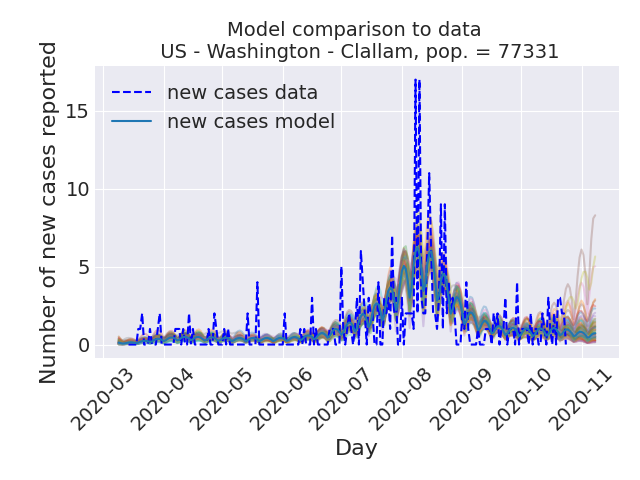 Model comparison to data
US - Washington - Clallam, pop. = 77331
Number of new cases reported
15
10
5
0
new cases data
new cases model
2020-03
2020-04
2020-05
2020-06
2020-07
2020-08
2020-09
2020-10
2020-11
Day